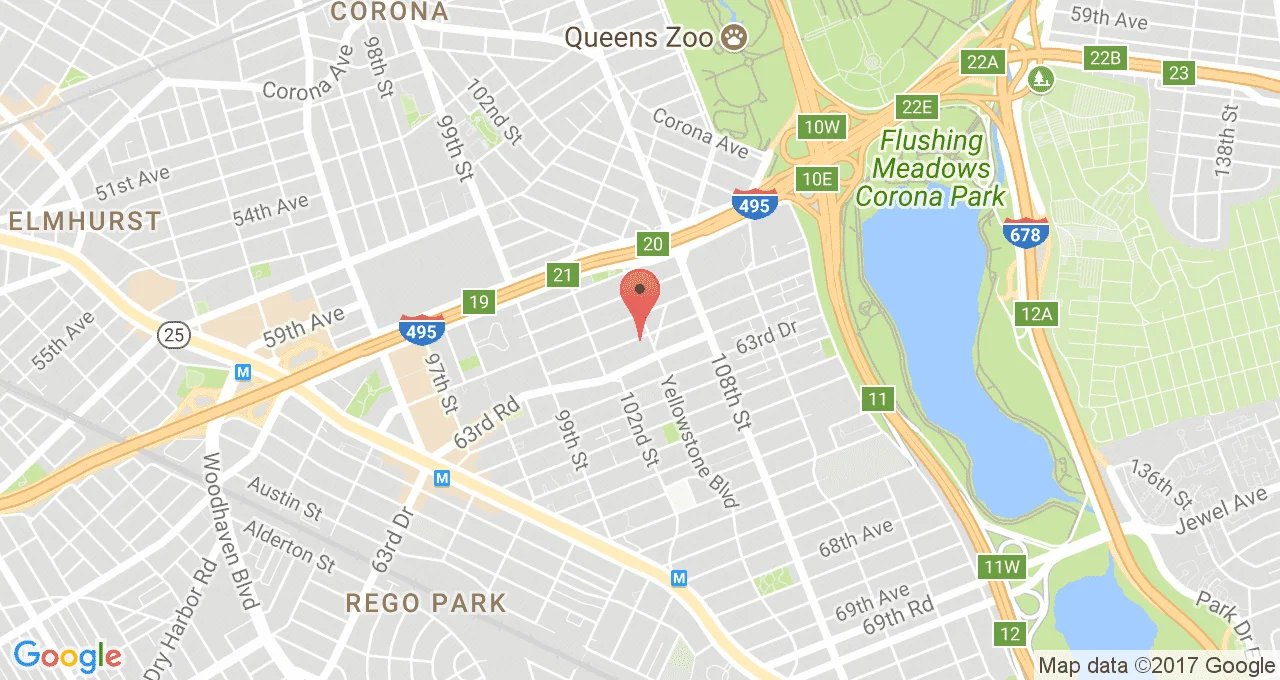 CORONA
59th Ave
Queens Zoo
22A
22B
23
98th St
Corona Ave
102nd St
22E
10W
138th St
99th St
Corona Ave
Flushing
Meadows
Corona Park
10E
51st Ave
54th Ave
495
ELMHURST
678
20
21
19
12A
59th Ave
25
495
55th Ave
63rd Dr
M
97th St
108th St
Yellowstone Blvd
11
63rd Rd
102nd St
99th St
M
136th St
Woodhaven Blvd
Austin St
Jewel Ave
Alderton St
63rd Dr
68th Ave
11W
M
REGO PARK
69th Ave
69th Rd
Dry Harbor Rd
12
Park Dr E
Google
Map data ©2017 Google